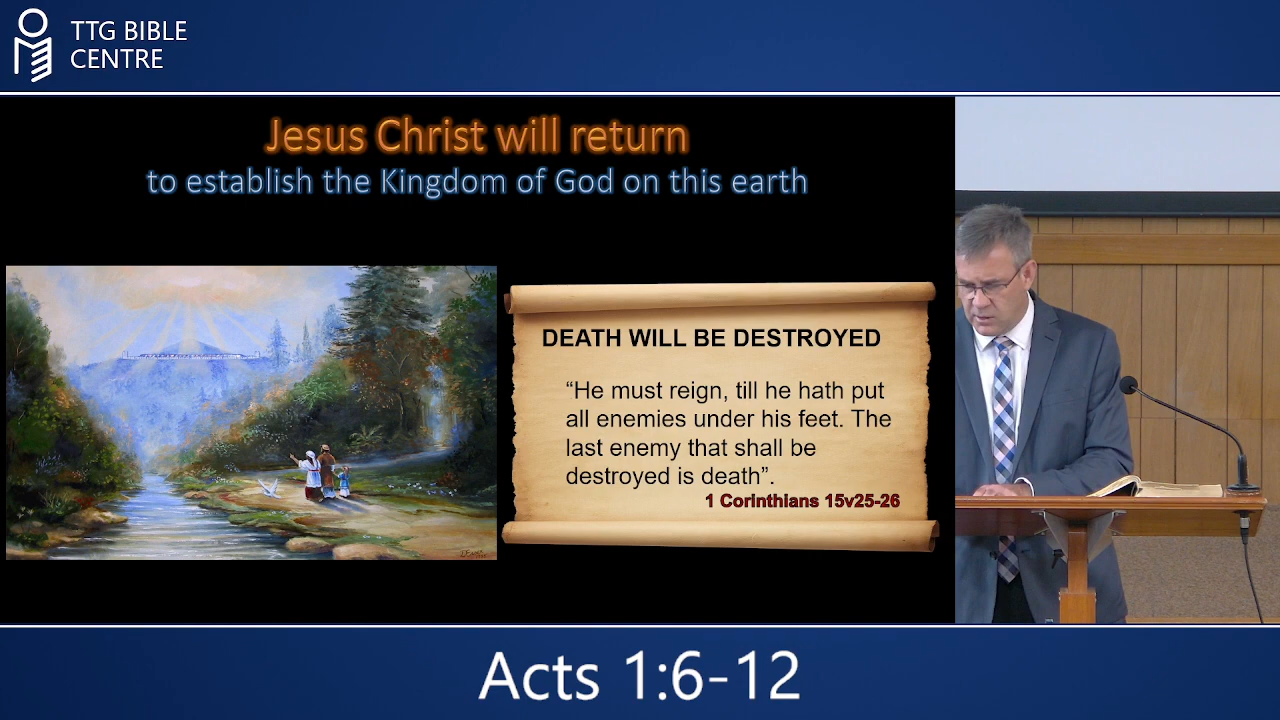 TTG BIBLE
CENTRE
Jesus Christ will return
to establish the Kingdom of God on this earth
DEATH WILL BE DESTROYED
“He must reign, till he hath put
all enemies under his feet. The
last enemy that shall be
destroyed is death”.
1 Corinthians 15v25-26
Acts 1:6-12